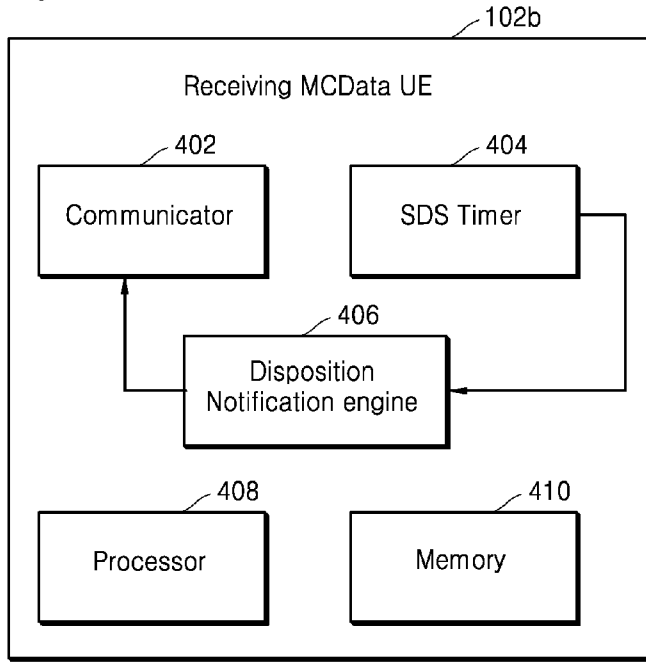 102b
Receiving MCData UE
402
404
Communicator
SDS Timer
406
Disposition
Notification engine
408
410
Processor
Memory